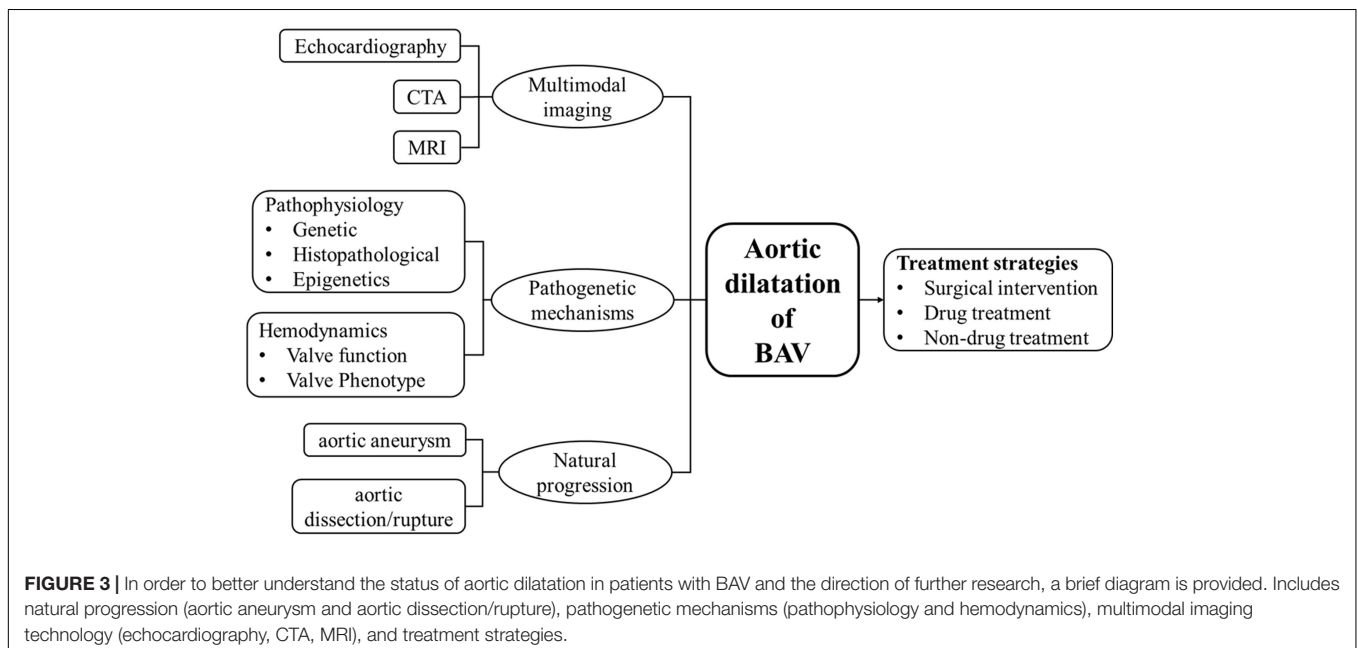 Echocardiography
CTA
MRI
Multimodal
imaging
Pathophysiology
• Genetic
• Histopathological
• Epigenetics
Hemodynamics
• Valve function
• Valve Phenotype
Pathogenetic
mechanisms
aortic aneurysm
aortic
dissection/rupture
Natural
progression
Aortic
dilatation
of
BAV
Treatment strategies
• Surgical intervention
• Drug treatment
• Non-drug treatment
FIGURE 3 | In order to better understand the status of aortic dilatation in patients with BAV and the direction of further research, a brief diagram is provided. Includes
natural progression (aortic aneurysm and aortic dissection/rupture), pathogenetic mechanisms (pathophysiology and hemodynamics), multimodal imaging
technology (echocardiography, CTA, MRI), and treatment strategies.